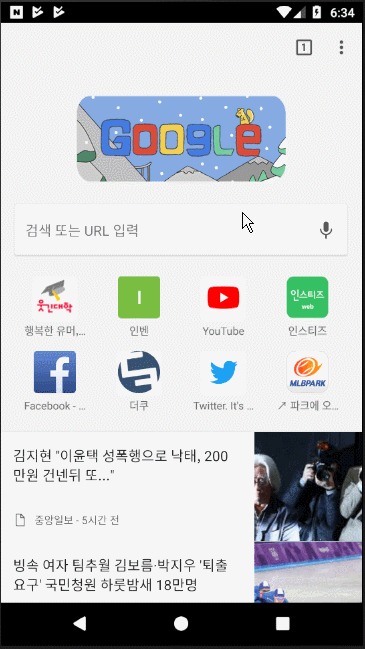 6:34
1
Google
검색 또는 URL 입력
웃긴대학
I
인스티즈
web
행복한 유머,...
인벤
YouTube
인스티즈
f
MLBPARK
Facebook - ...
더쿠
Twitter. It's ...
↗ 파크에 오...
김지현 "이윤택 성폭행으로 낙태, 200
만원 건넨뒤 또..."
중앙일보 - 5시간 전
빙속 여자 팀추월 김보름·박지우 '퇴출
요구' 국민청원 하룻밤새 18만명